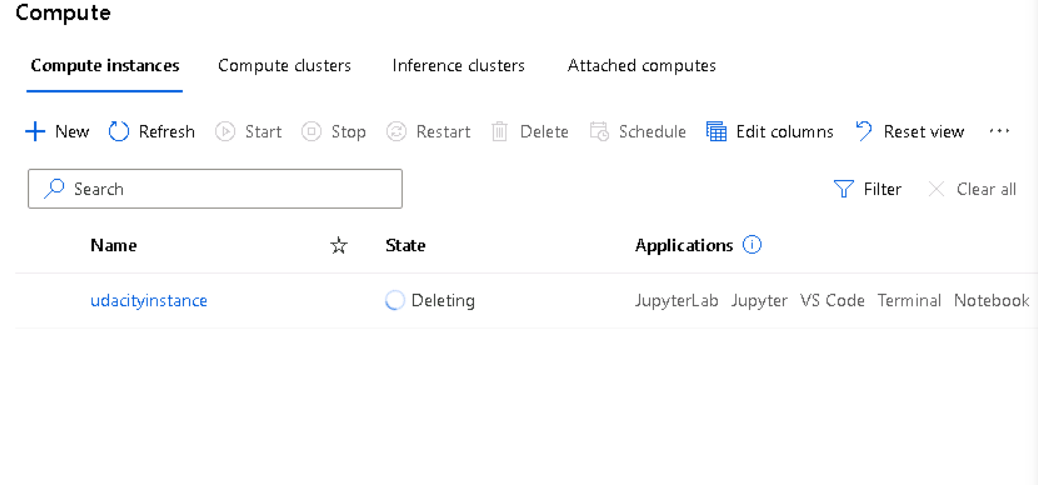 Compute
Compute instances Compute clusters Inference clusters Attached computes
New Refresh Start Stop Restart Delete Schedule Edit columns Reset view ...
Search Filter Clear all
Name State Applications
udacityinstance Deleting JupyterLab Jupyter VS Code Terminal Notebook